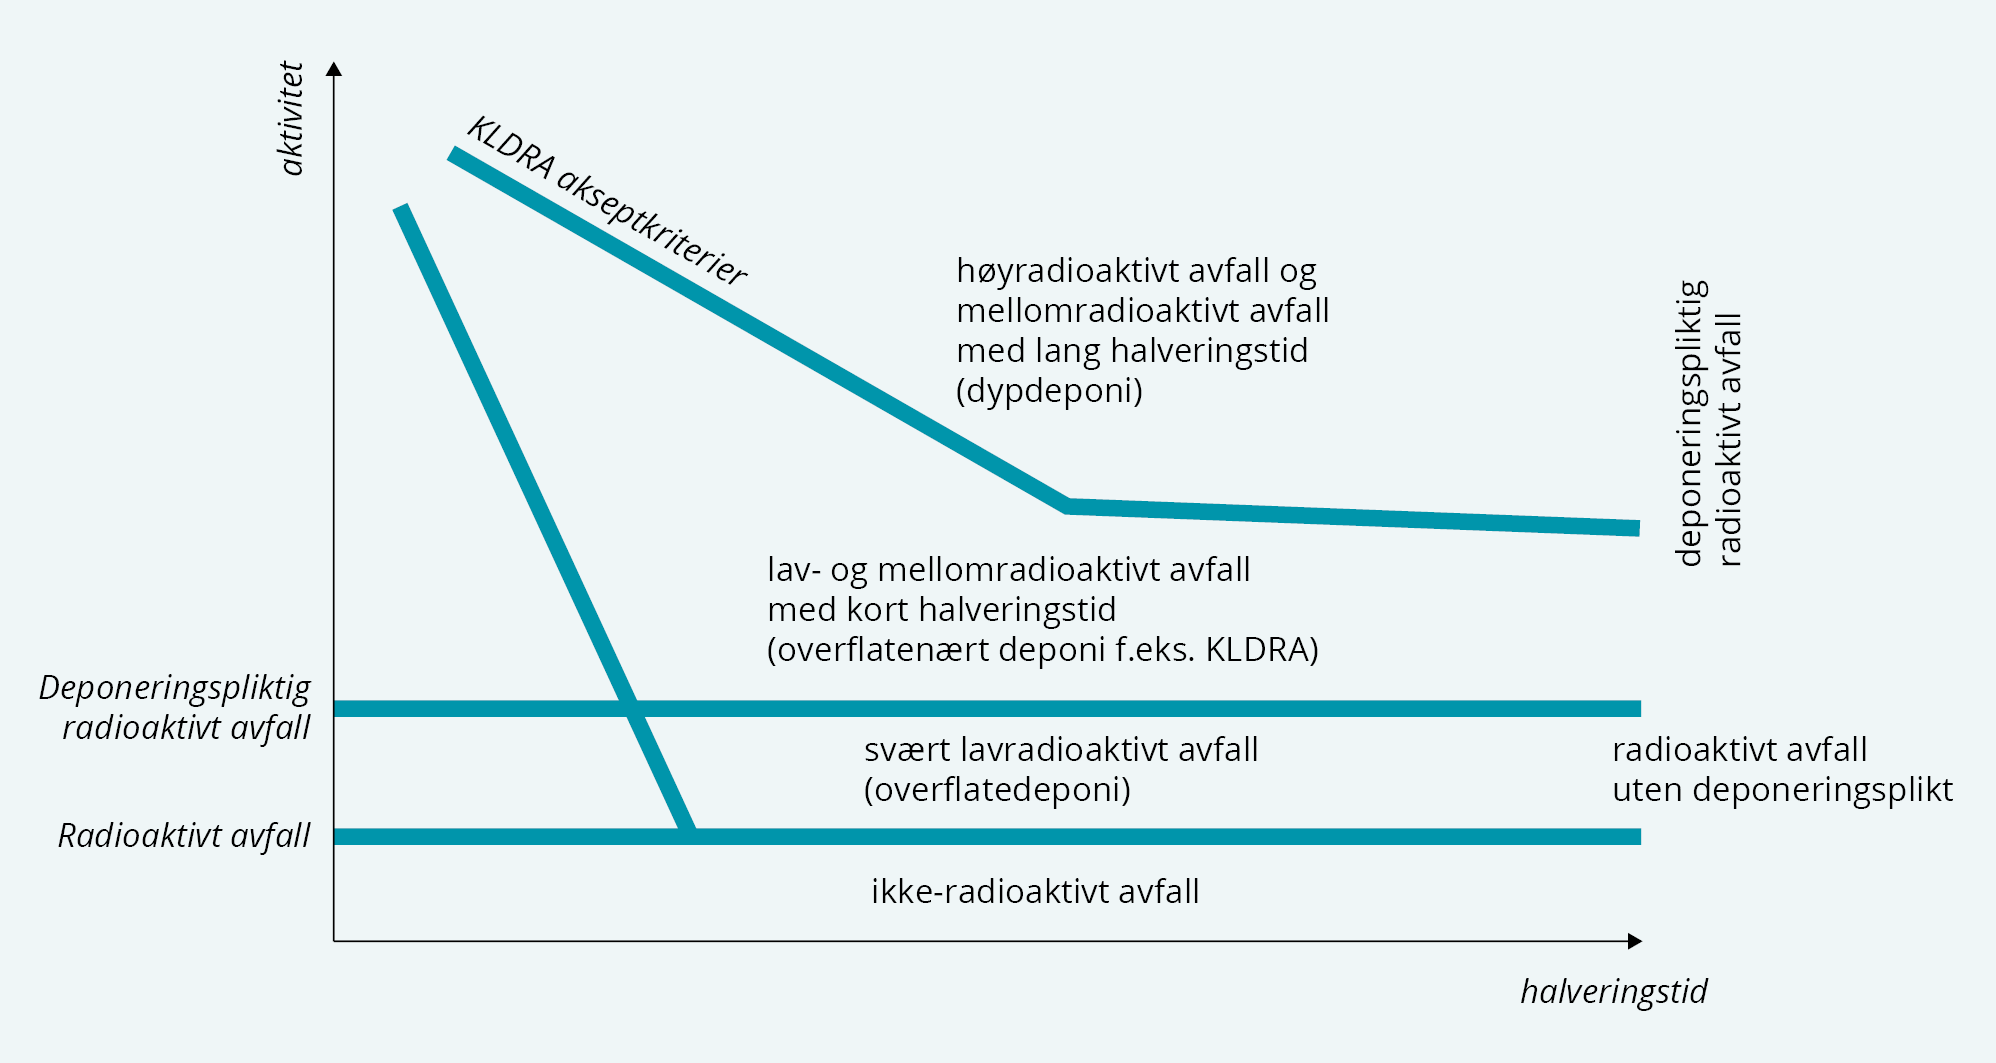 aktivitet
KLDRA akseptkriterier
høyradioaktivt avfall og
mellomradioaktivt avfall
med lang halveringstid
(dypdeponi)
deponeringspliktig
radioaktivt avfall
lav- og mellomradioaktivt avfall
med kort halveringstid
(overflatenært deponi f.eks. KLDRA)
Deponeringspliktig
radioaktivt avfall
svært lavradioaktivt avfall
(overflatedeponi)
radioaktivt avfall
uten deponeringsplikt
Radioaktivt avfall
ikke-radioaktivt avfall
halveringstid